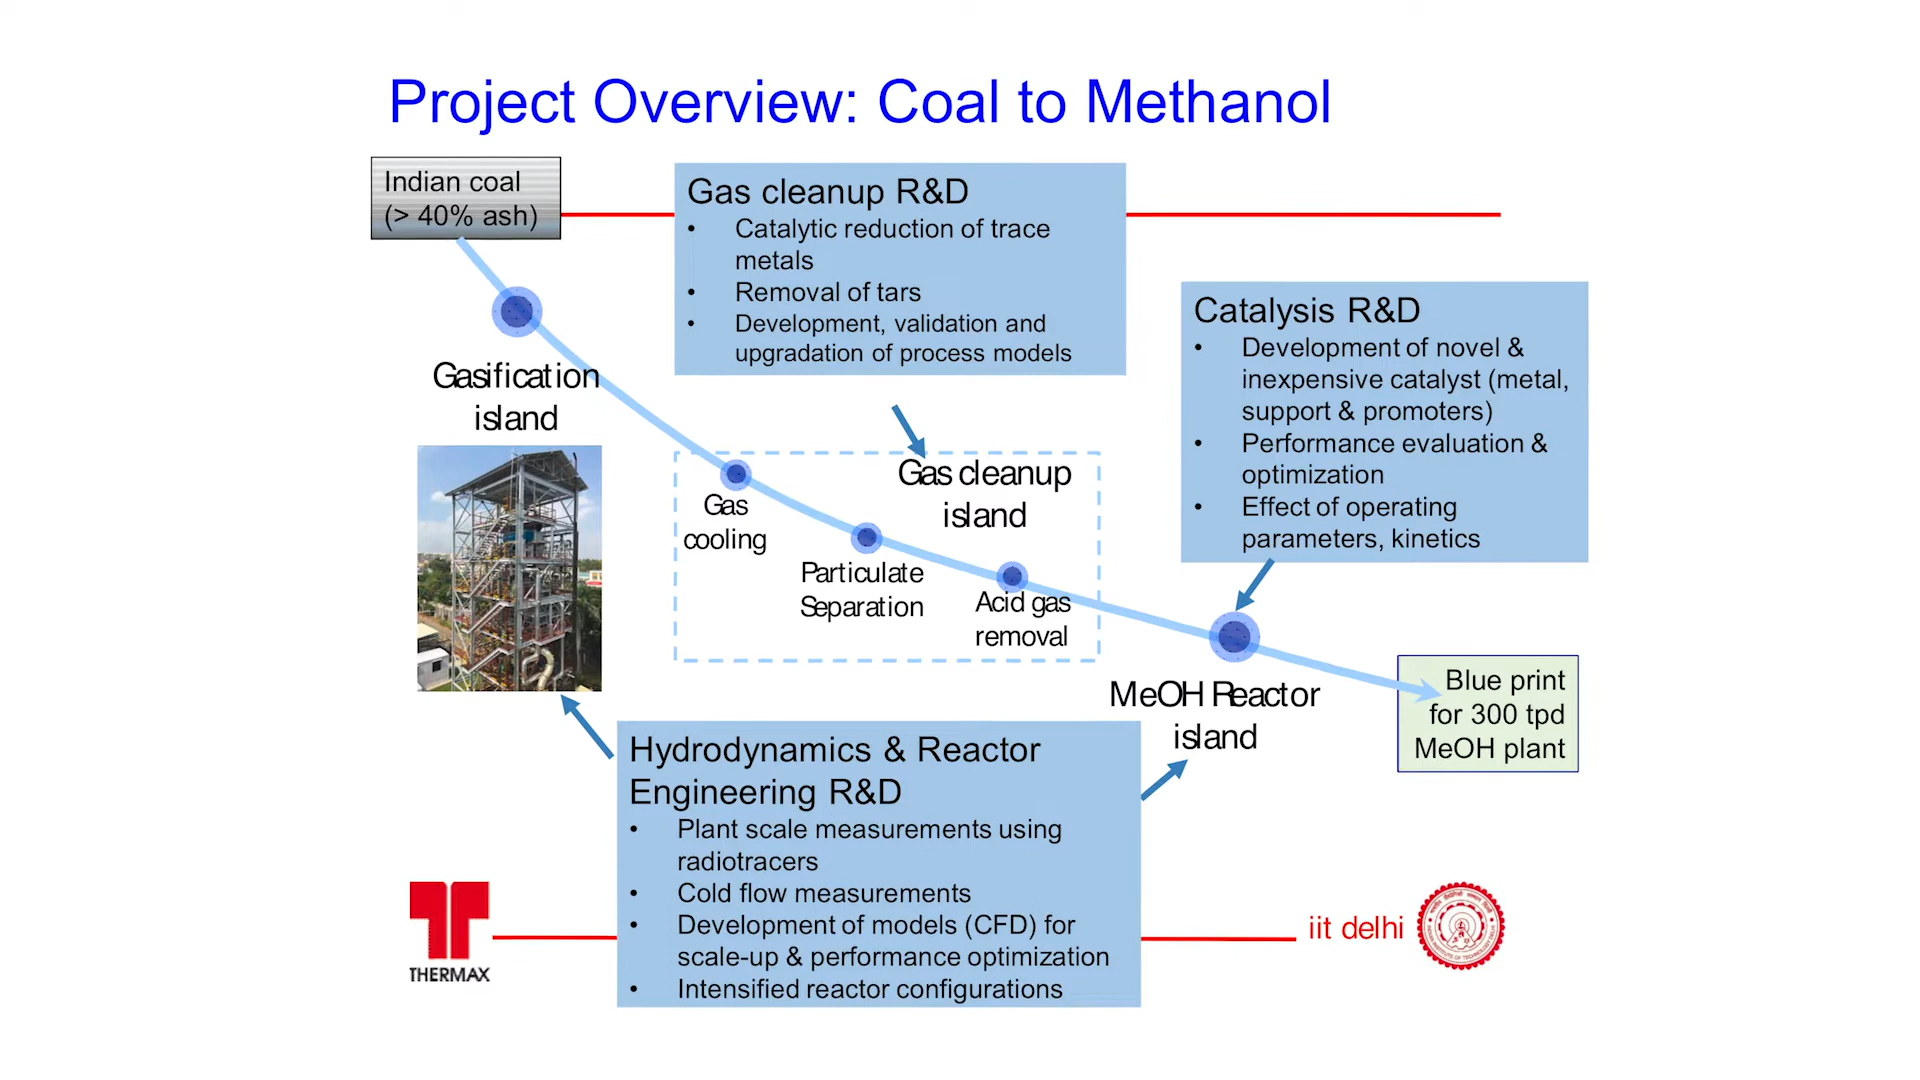 Project Overview: Coal to Methanol
Indian coal
(> 40% ash)
Gas cleanup R&D
• Catalytic reduction of trace
metals
• Removal of tars
• Development, validation and
upgradation of process models
Catalysis R&D
• Development of novel &
inexpensive catalyst (metal,
support & promoters)
• Performance evaluation &
optimization
• Effect of operating
parameters, kinetics
Gasification
island
Gas cleanup
island
Gas
cooling
Particulate
Separation
Acid gas
removal
MeOH Reactor
island
Blue print
for 300 tpd
MeOH plant
Hydrodynamics & Reactor
Engineering R&D
• Plant scale measurements using
radiotracers
• Cold flow measurements
• Development of models (CFD) for
scale-up & performance optimization
• Intensified reactor configurations
THERMAX
iit delhi